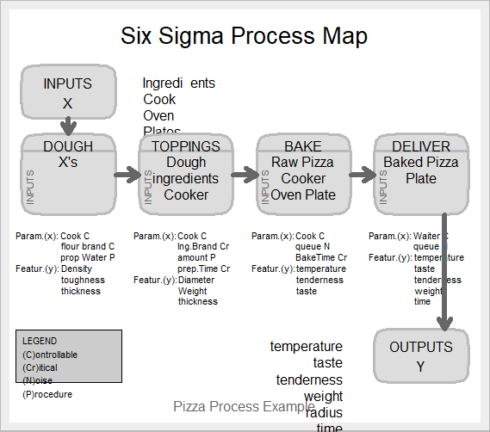 Six Sigma Process Map
INPUTS
X
Ingredi ents
Cook
Oven
Plates
DOUGH
X's
INPUTS
TOPPINGS
Dough
ingredients
Cooker
INPUTS
BAKE
Raw Pizza
Cooker
Oven Plate
INPUTS
DELIVER
Baked Pizza
Plate
INPUTS
Param.(x): Cook C
flour brand C
prop Water P
Featur.(y): Density
toughness
thickness
Param.(x): Cook C
Ing.Brand Cr
amount P
prep.Time Cr
Featur.(y): Diameter
Weight
thickness
Param.(x): Cook C
queue N
BakeTime Cr
Featur.(y): temperature
tenderness
taste
Param.(x): Waiter C
queue
Featur.(y): temperature
taste
tenderness
weight
time
LEGEND
(C)ontrollable
(Cr)itical
(N)oise
(P)rocedure
temperature
taste
tenderness
weight
radius
time
OUTPUTS
Y
Pizza Process Example